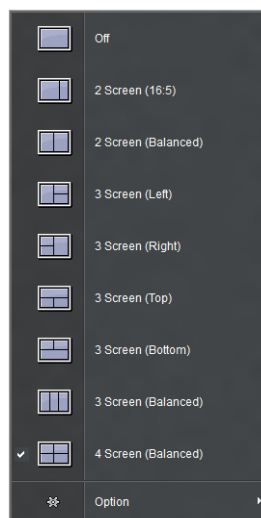 Off
2 Screen (16:5)
2 Screen (Balanced)
3 Screen (Left)
3 Screen (Right)
3 Screen (Top)
3 Screen (Bottom)
3 Screen (Balanced)
4 Screen (Balanced)
Option